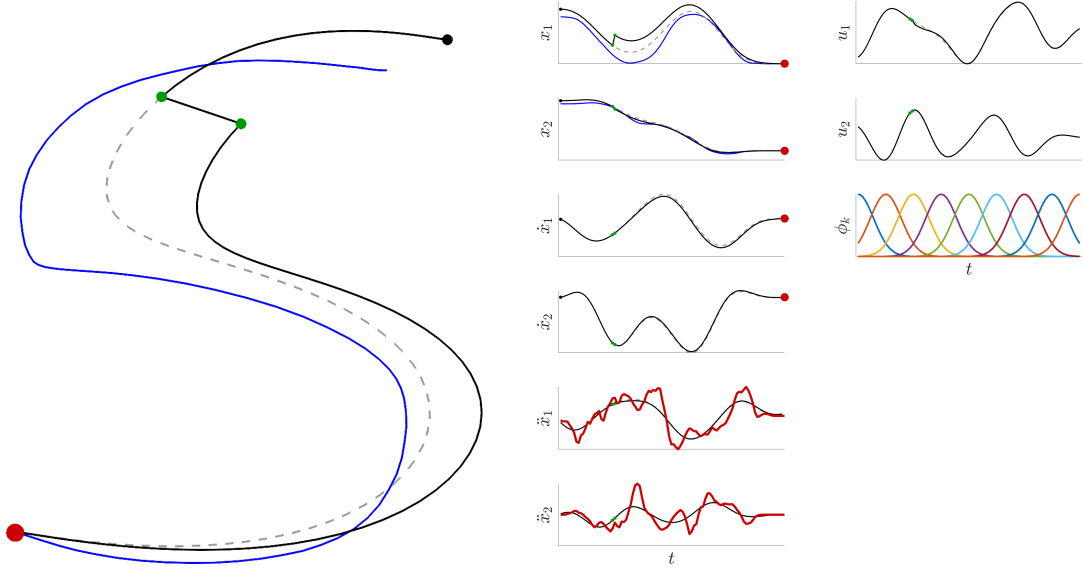 x₁
x₂
ẋ₁
ẋ₂
ẍ₁
ẍ₂
t
u₁
u₂
ϕₖ
t